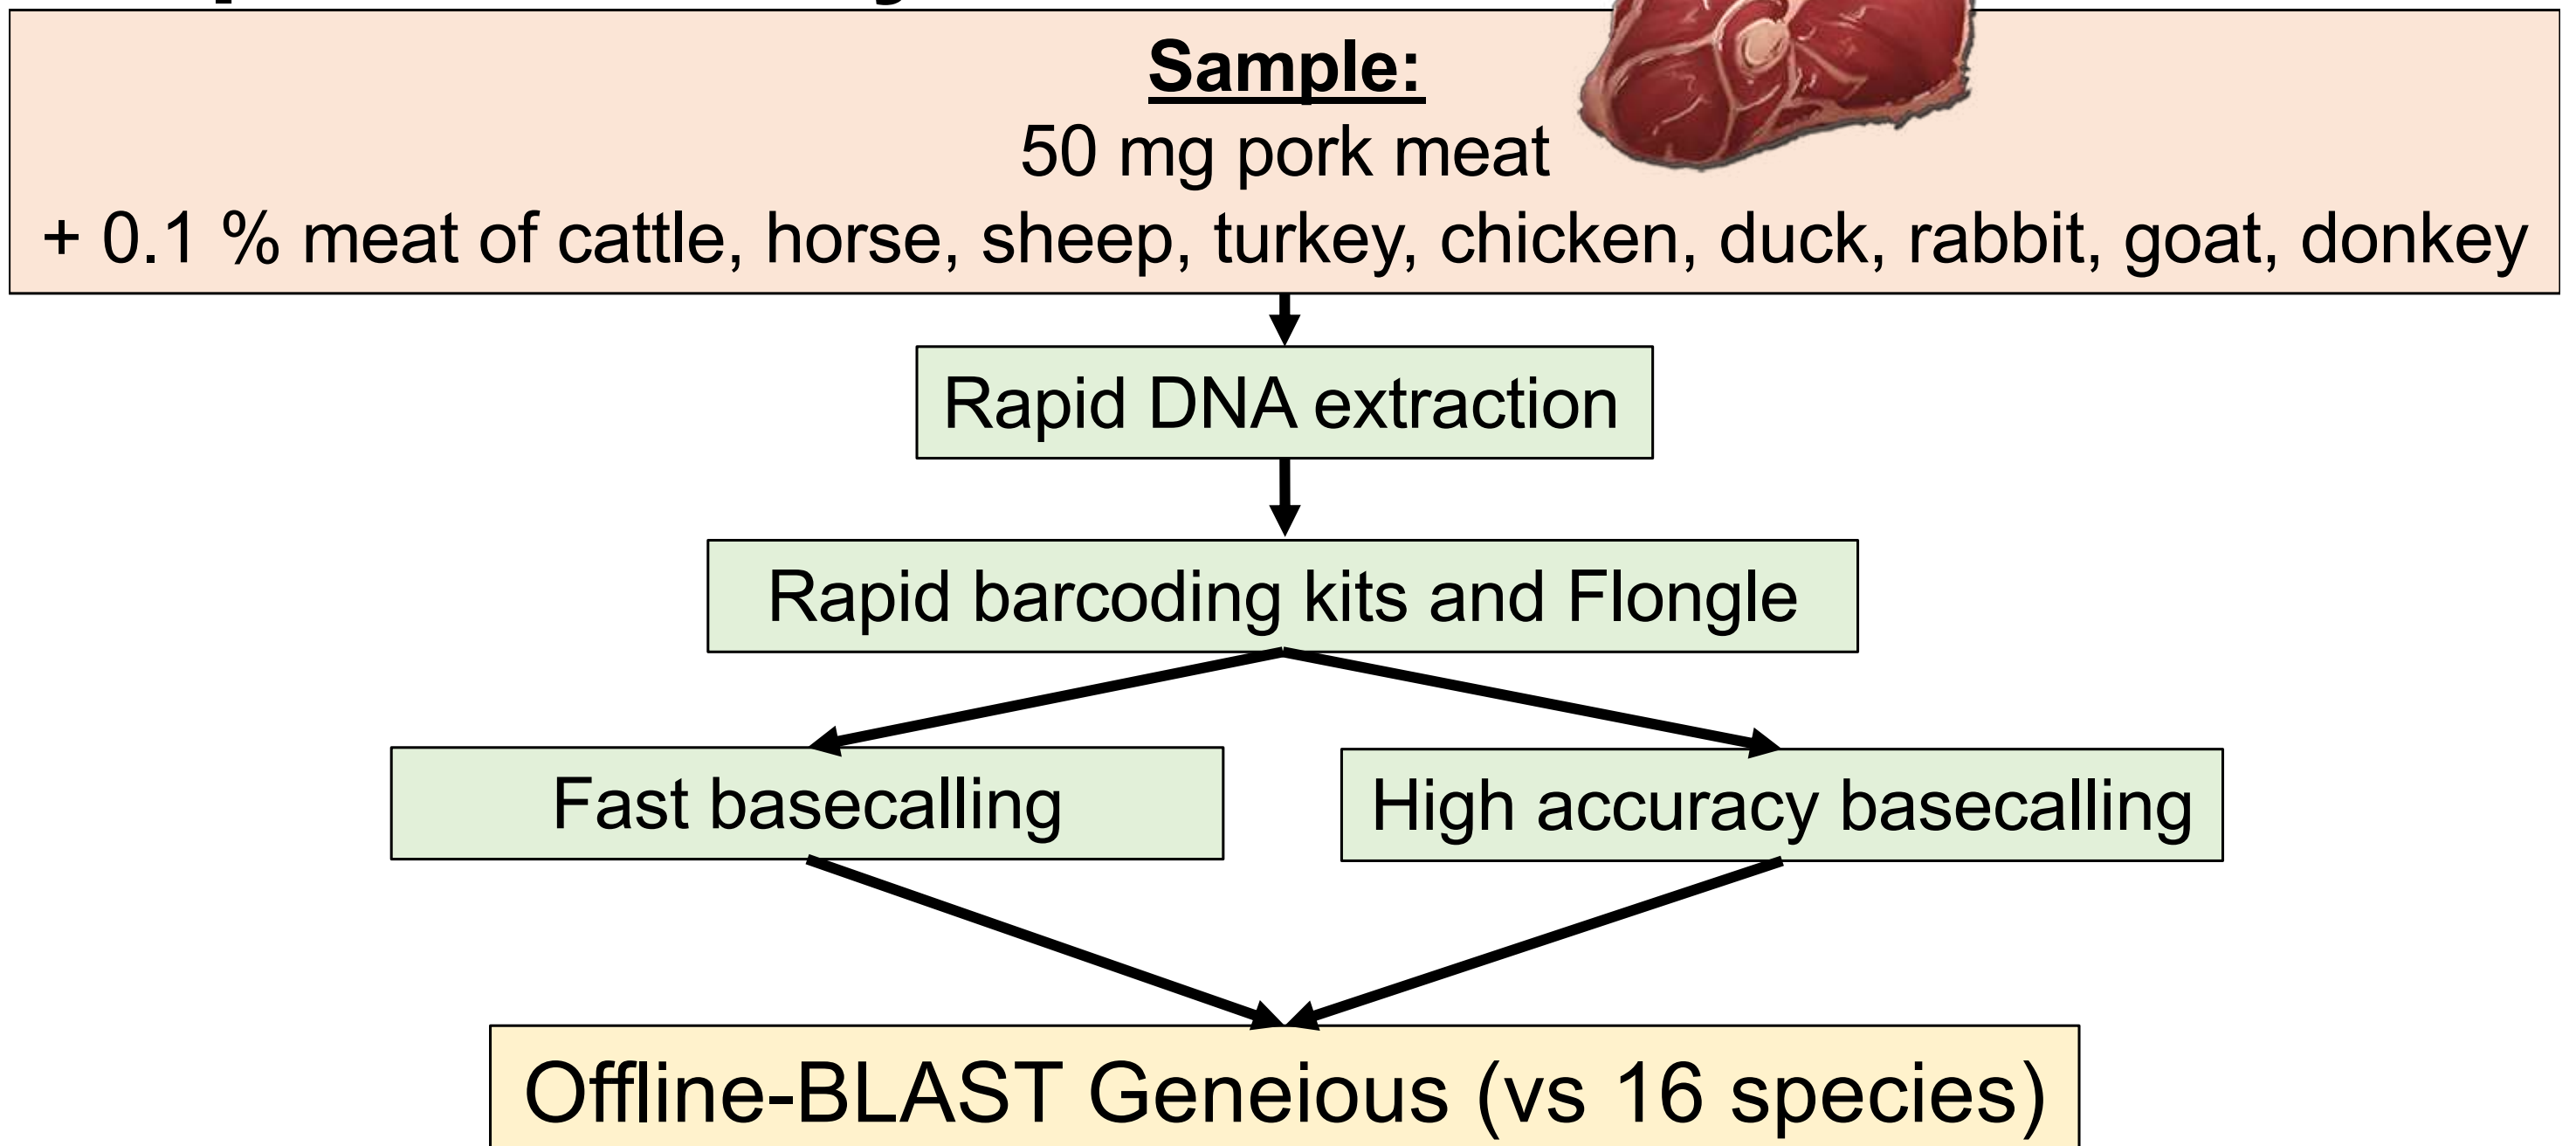 Sample:
50 mg pork meat
+ 0.1 % meat of cattle, horse, sheep, turkey, chicken, duck, rabbit, goat, donkey
Rapid DNA extraction
Rapid barcoding kits and Flongle
Fast basecalling
High accuracy basecalling
Offline-BLAST Geneious (vs 16 species)